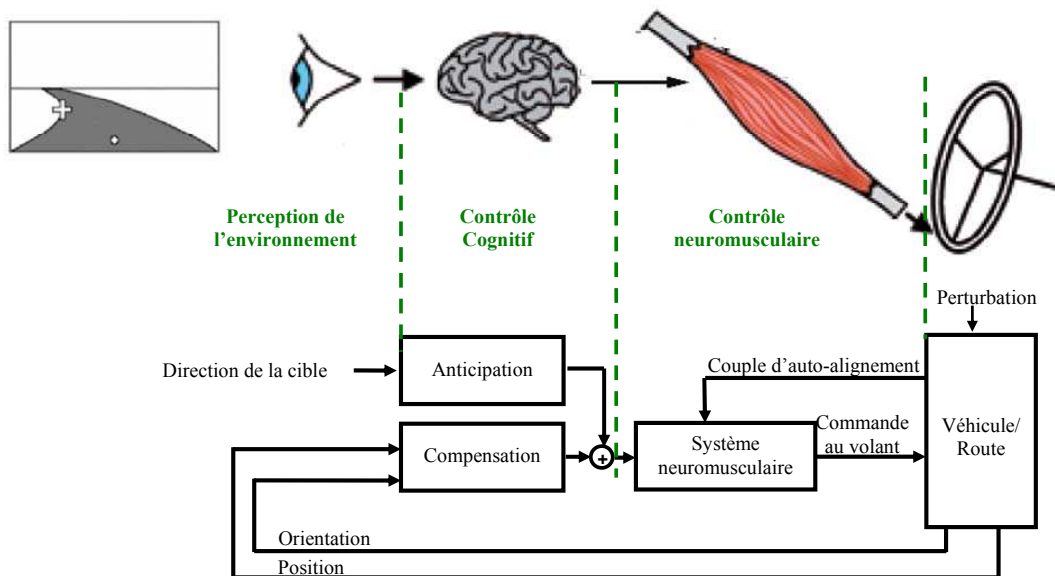 Perception de
l'environnement
Contrôle
Cognitif
Contrôle
neuromusculaire
Perturbation
Direction de la cible
Anticipation
Couple d'auto-alignement
Compensation
+
Système
neuromusculaire
Commande
au volant
Véhicule/
Route
Orientation
Position